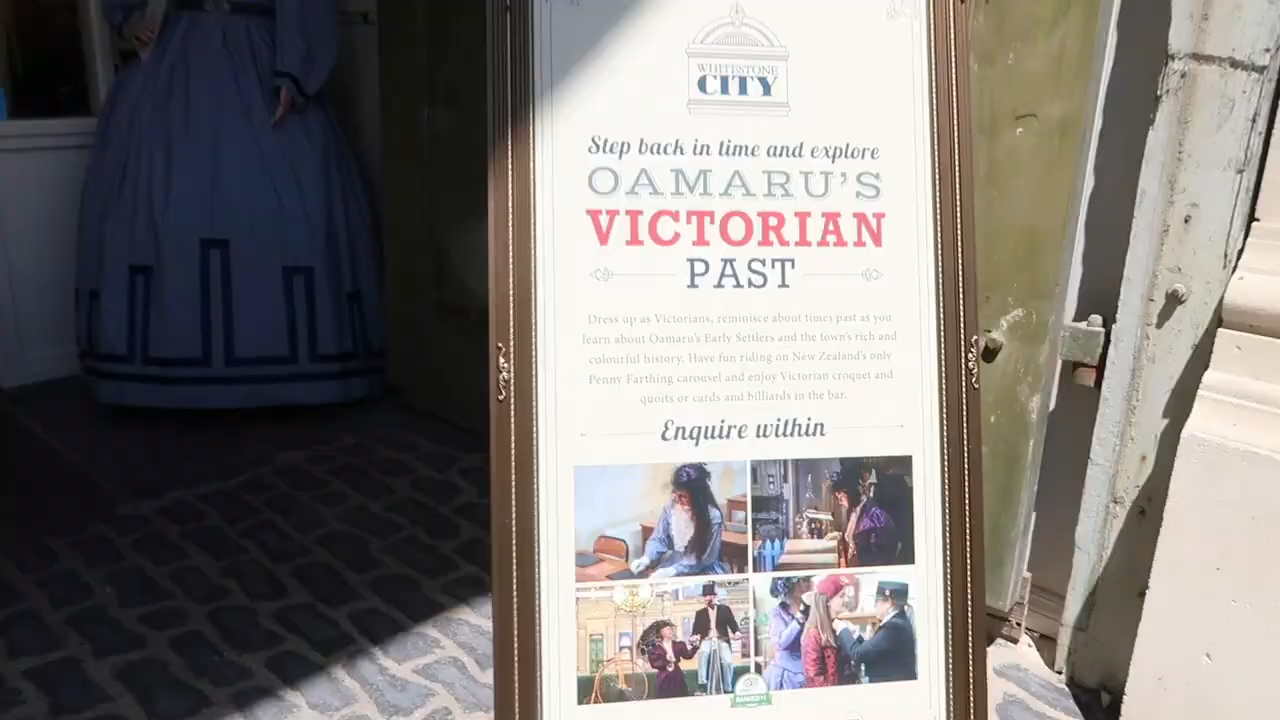 WHITESTONE
CITY
Step back in time and explore
OAMARU'S
VICTORIAN
PAST
Dress up as Victorians, reminisce about times past as you
learn about Oamaru's Early Settlers and the town's rich and
colourful history. Have fun riding on New Zealand's only
Penny Farthing carousel and enjoy Victorian croquet and
quoits or cards and billiards in the bar.
Enquire within